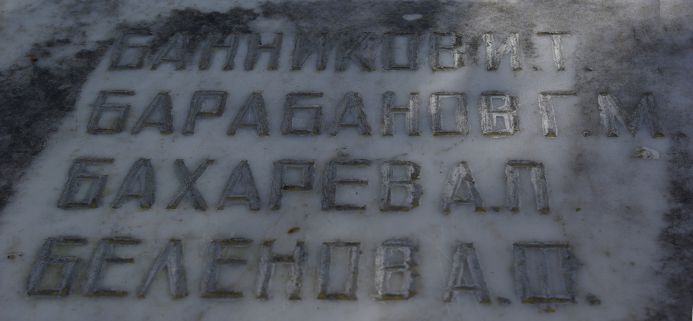 БАННИКОВ И.Т.
БАРАБАНОВ Г.М.
БАХАРЕВ А.П.
БЕЛЕНОВ А.Ф.